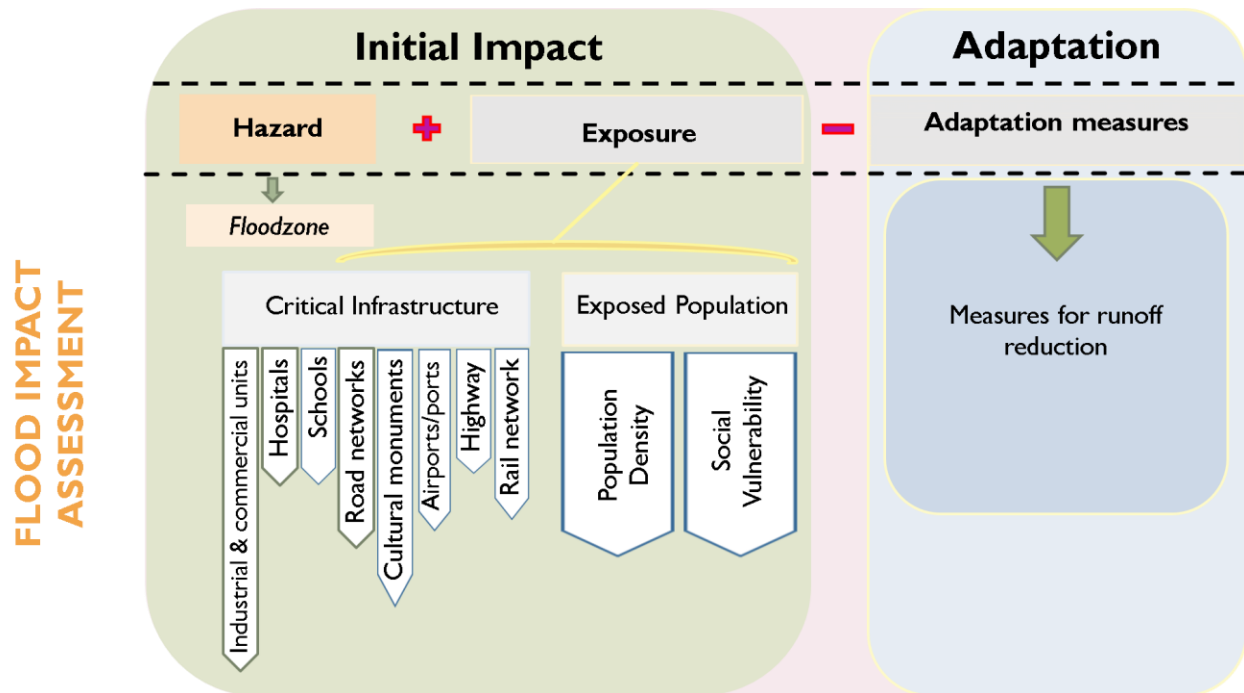 Initial Impact
Adaptation
Hazard
+
Exposure
−
Adaptation measures
Floodzone
FLOOD IMPACT
ASSESSMENT
Critical Infrastructure
Exposed Population
Measures for runoff
reduction
Industrial & commercial units
Hospitals
Schools
Road networks
Cultural monuments
Airports/ports
Highway
Rail network
Population
Density
Social
Vulnerability